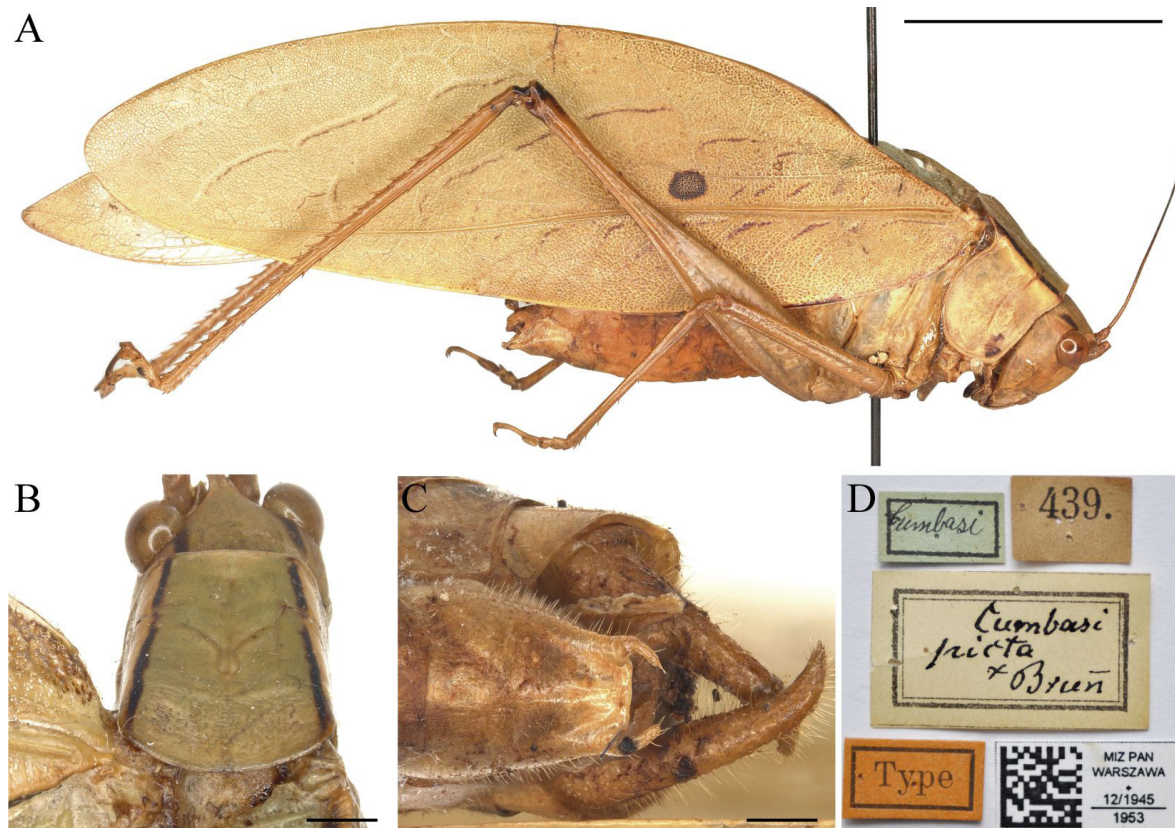 A
B
C
D
Cumbasi
439.
Cumbasi
picta
× Brun̄
Type
MIZ PAN
WARSZAWA
12/1945
1953